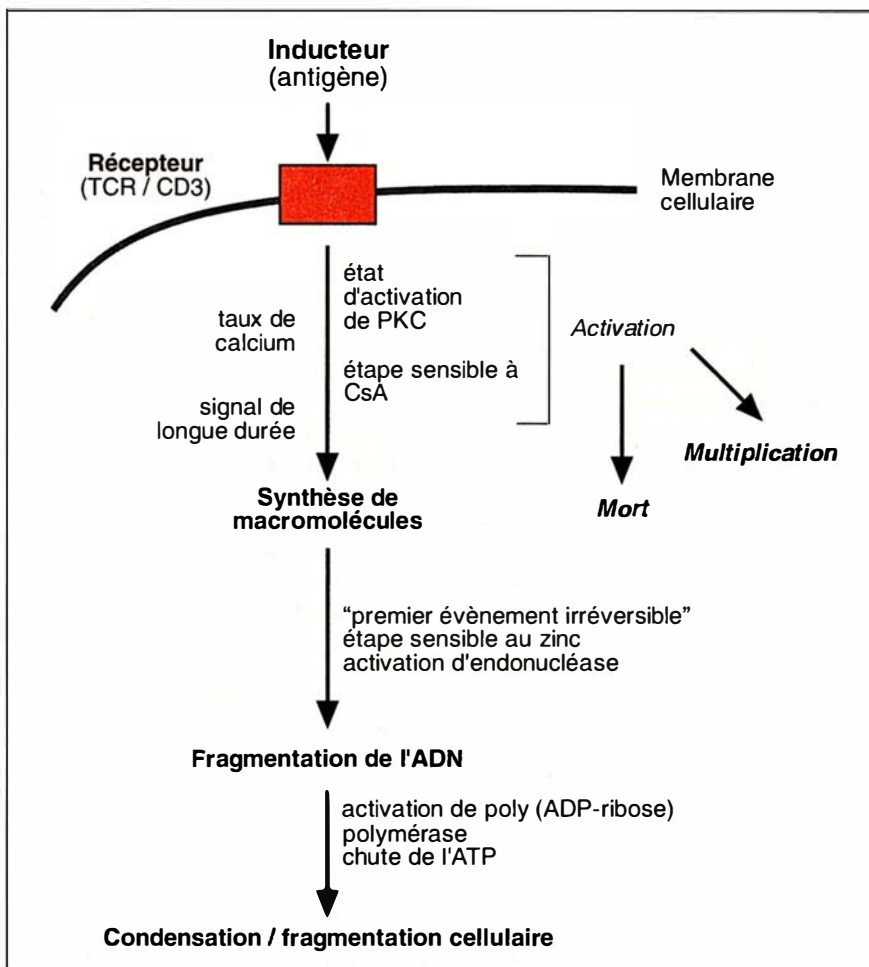 Inducteur
(antigène)
Récepteur
(TCR / CD3)
Membrane
cellulaire
taux de
calcium
signal de
longue durée
état
d'activation
de PKC
étape sensible à
CsA
Activation
Multiplication
Mort
Synthèse de
macromolécules
“premier évènement irréversible”
étape sensible au zinc
activation d'endonucléase
Fragmentation de l'ADN
activation de poly (ADP-ribose)
polymérase
chute de l'ATP
Condensation / fragmentation cellulaire